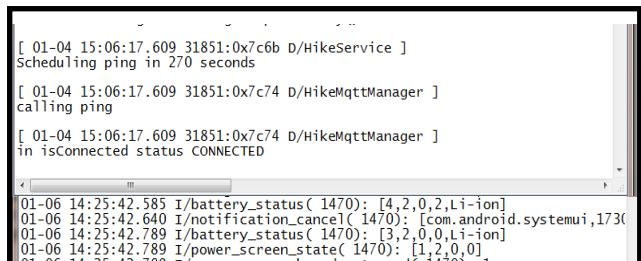 [ 01-04 15:06:17.609 31851:0x7c6b D/HikeService ]
Scheduling ping in 270 seconds
[ 01-04 15:06:17.609 31851:0x7c74 D/HikeMqttManager ]
calling ping
[ 01-04 15:06:17.609 31851:0x7c74 D/HikeMqttManager ]
in isConnected status CONNECTED
01-06 14:25:42.585 I/battery_status( 1470): [4,2,0,2,Li-ion]
01-06 14:25:42.640 I/notification_cancel( 1470): [com.android.systemui,1730
01-06 14:25:42.789 I/battery_status( 1470): [3,2,0,0,Li-ion]
01-06 14:25:42.789 I/power_screen_state( 1470): [1,2,0,0]